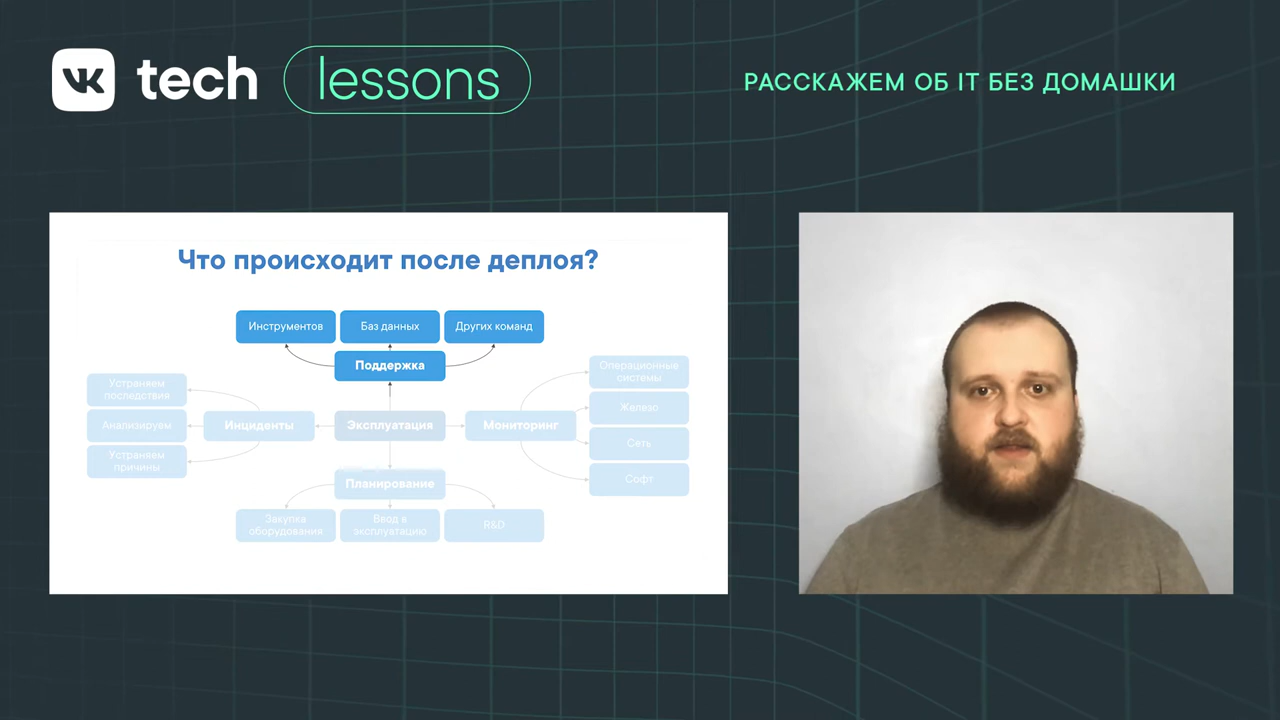 VK tech lessons
РАССКАЖЕМ ОБ IT БЕЗ ДОМАШКИ
Что происходит после деплоя?
Инструментов
Баз данных
Других команд
Поддержка
Устраняем
последствия
Анализируем
Устраняем
причины
Инциденты
Эксплуатация
Мониторинг
Операционные
системы
Железо
Сеть
Софт
Планирование
Закупка
оборудования
Ввод в
эксплуатацию
R&D